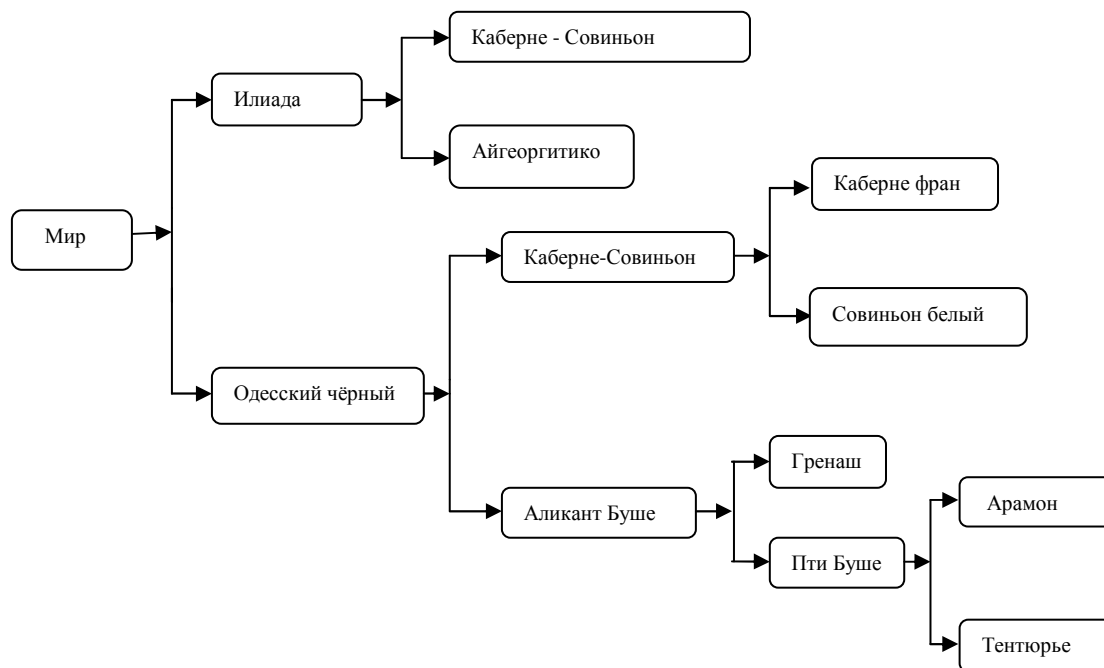 Каберне - Совиньон
Илиада
Айгеоргитико
Каберне фран
Мир
Каберне-Совиньон
Совиньон белый
Одесский чёрный
Гренаш
Аликант Буше
Арамон
Пти Буше
Тентюрье